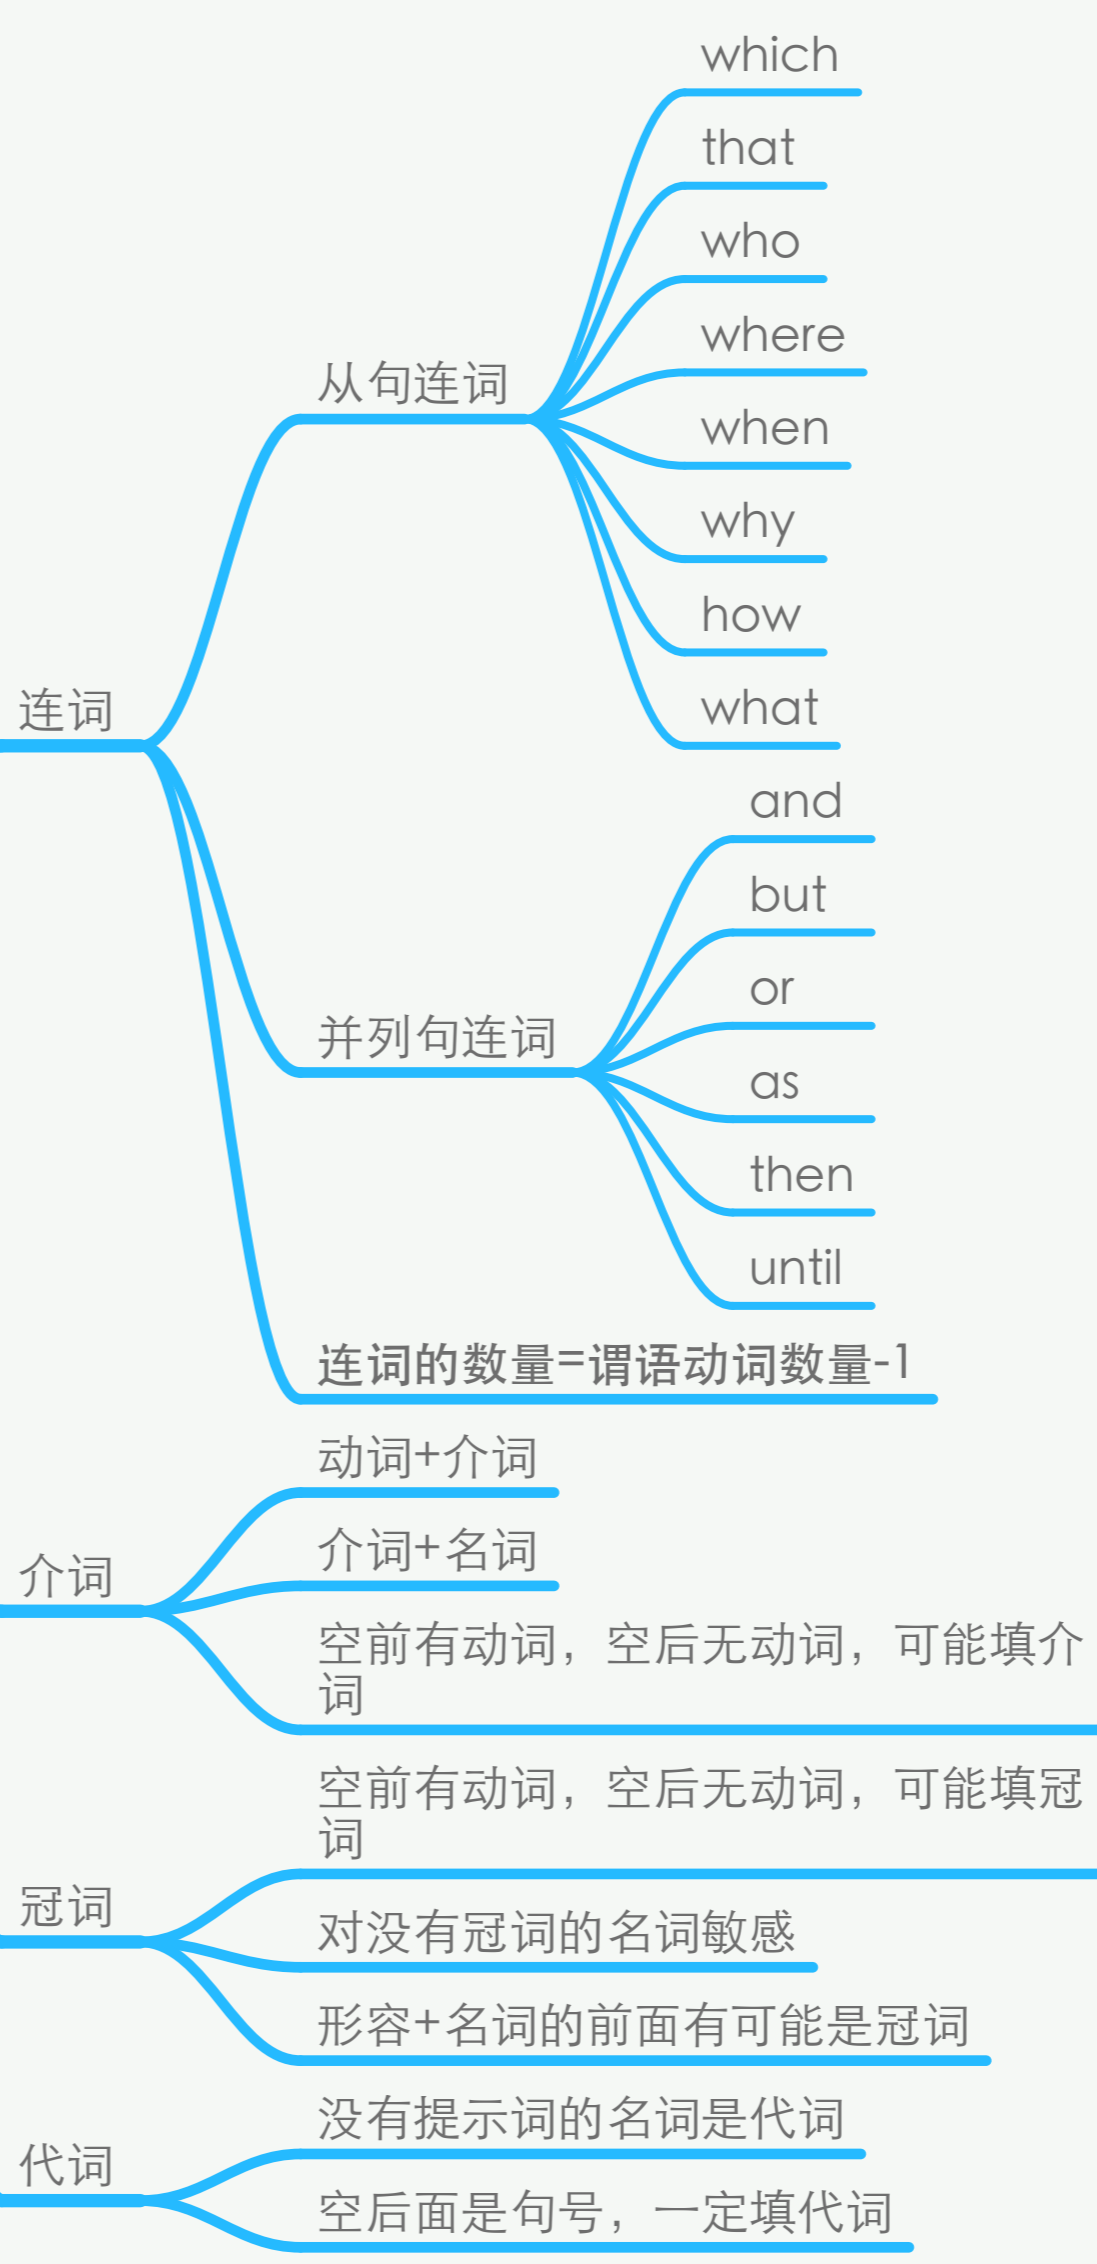 which
that
who
where
从句连词
when
why
how
连词
what
and
but
or
并列句连词
as
then
until
连词的数量=谓语动词数量-1
动词+介词
介词+名词
介词
空前有动词，空后无动词，可能填介
词
空前有动词，空后无动词，可能填冠
词
冠词
对没有冠词的名词敏感
形容+名词的前面有可能是冠词
没有提示词的名词是代词
代词
空后面是句号，一定填代词